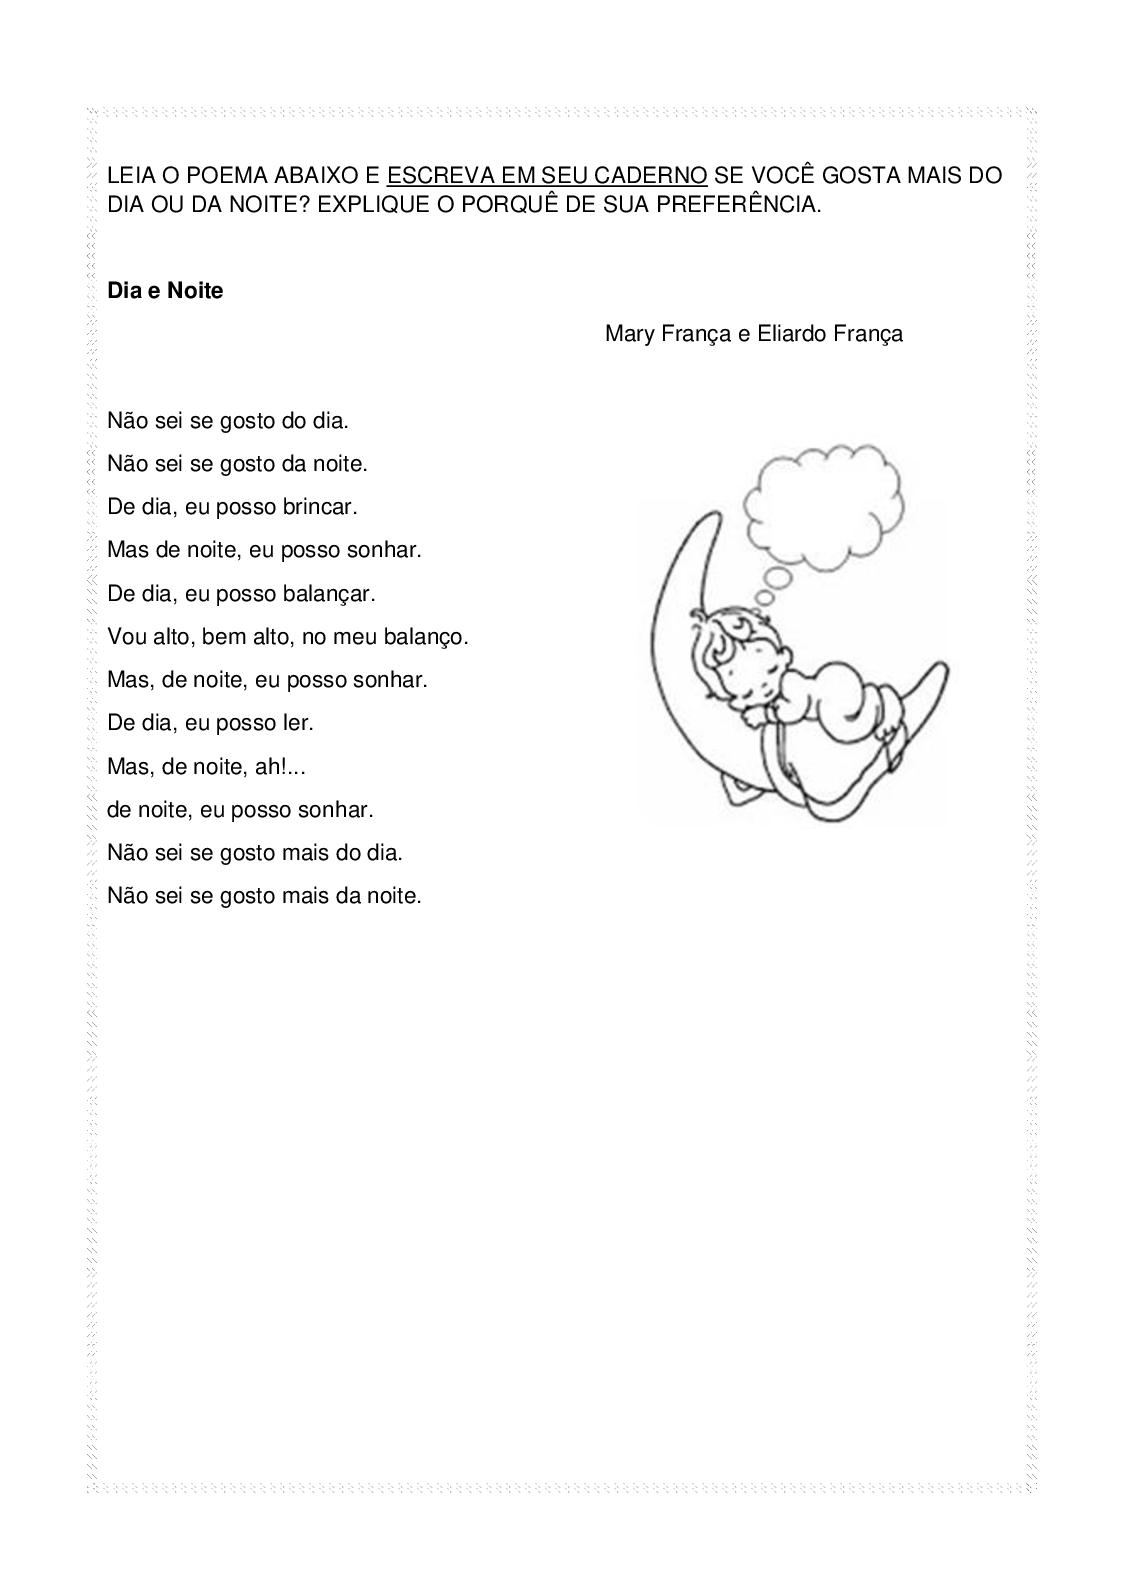 LEIA O POEMA ABAIXO E ESCREVA EM SEU CADERNO SE VOCÊ GOSTA MAIS DO
DIA OU DA NOITE? EXPLIQUE O PORQUÊ DE SUA PREFERÊNCIA.
Dia e Noite
Mary França e Eliardo França
Não sei se gosto do dia.
Não sei se gosto da noite.
De dia, eu posso brincar.
Mas de noite, eu posso sonhar.
De dia, eu posso balançar.
Vou alto, bem alto, no meu balanço.
Mas, de noite, eu posso sonhar.
De dia, eu posso ler.
Mas, de noite, ah!...
de noite, eu posso sonhar.
Não sei se gosto mais do dia.
Não sei se gosto mais da noite.